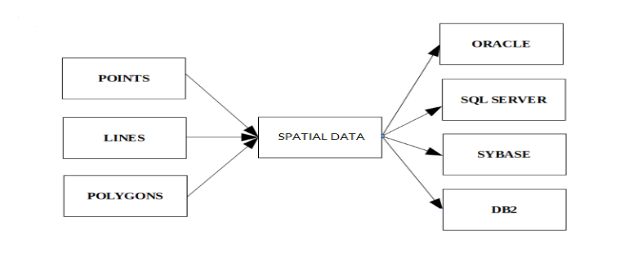 POINTS
LINES
POLYGONS
SPATIAL DATA
ORACLE
SQL SERVER
SYBASE
DB2